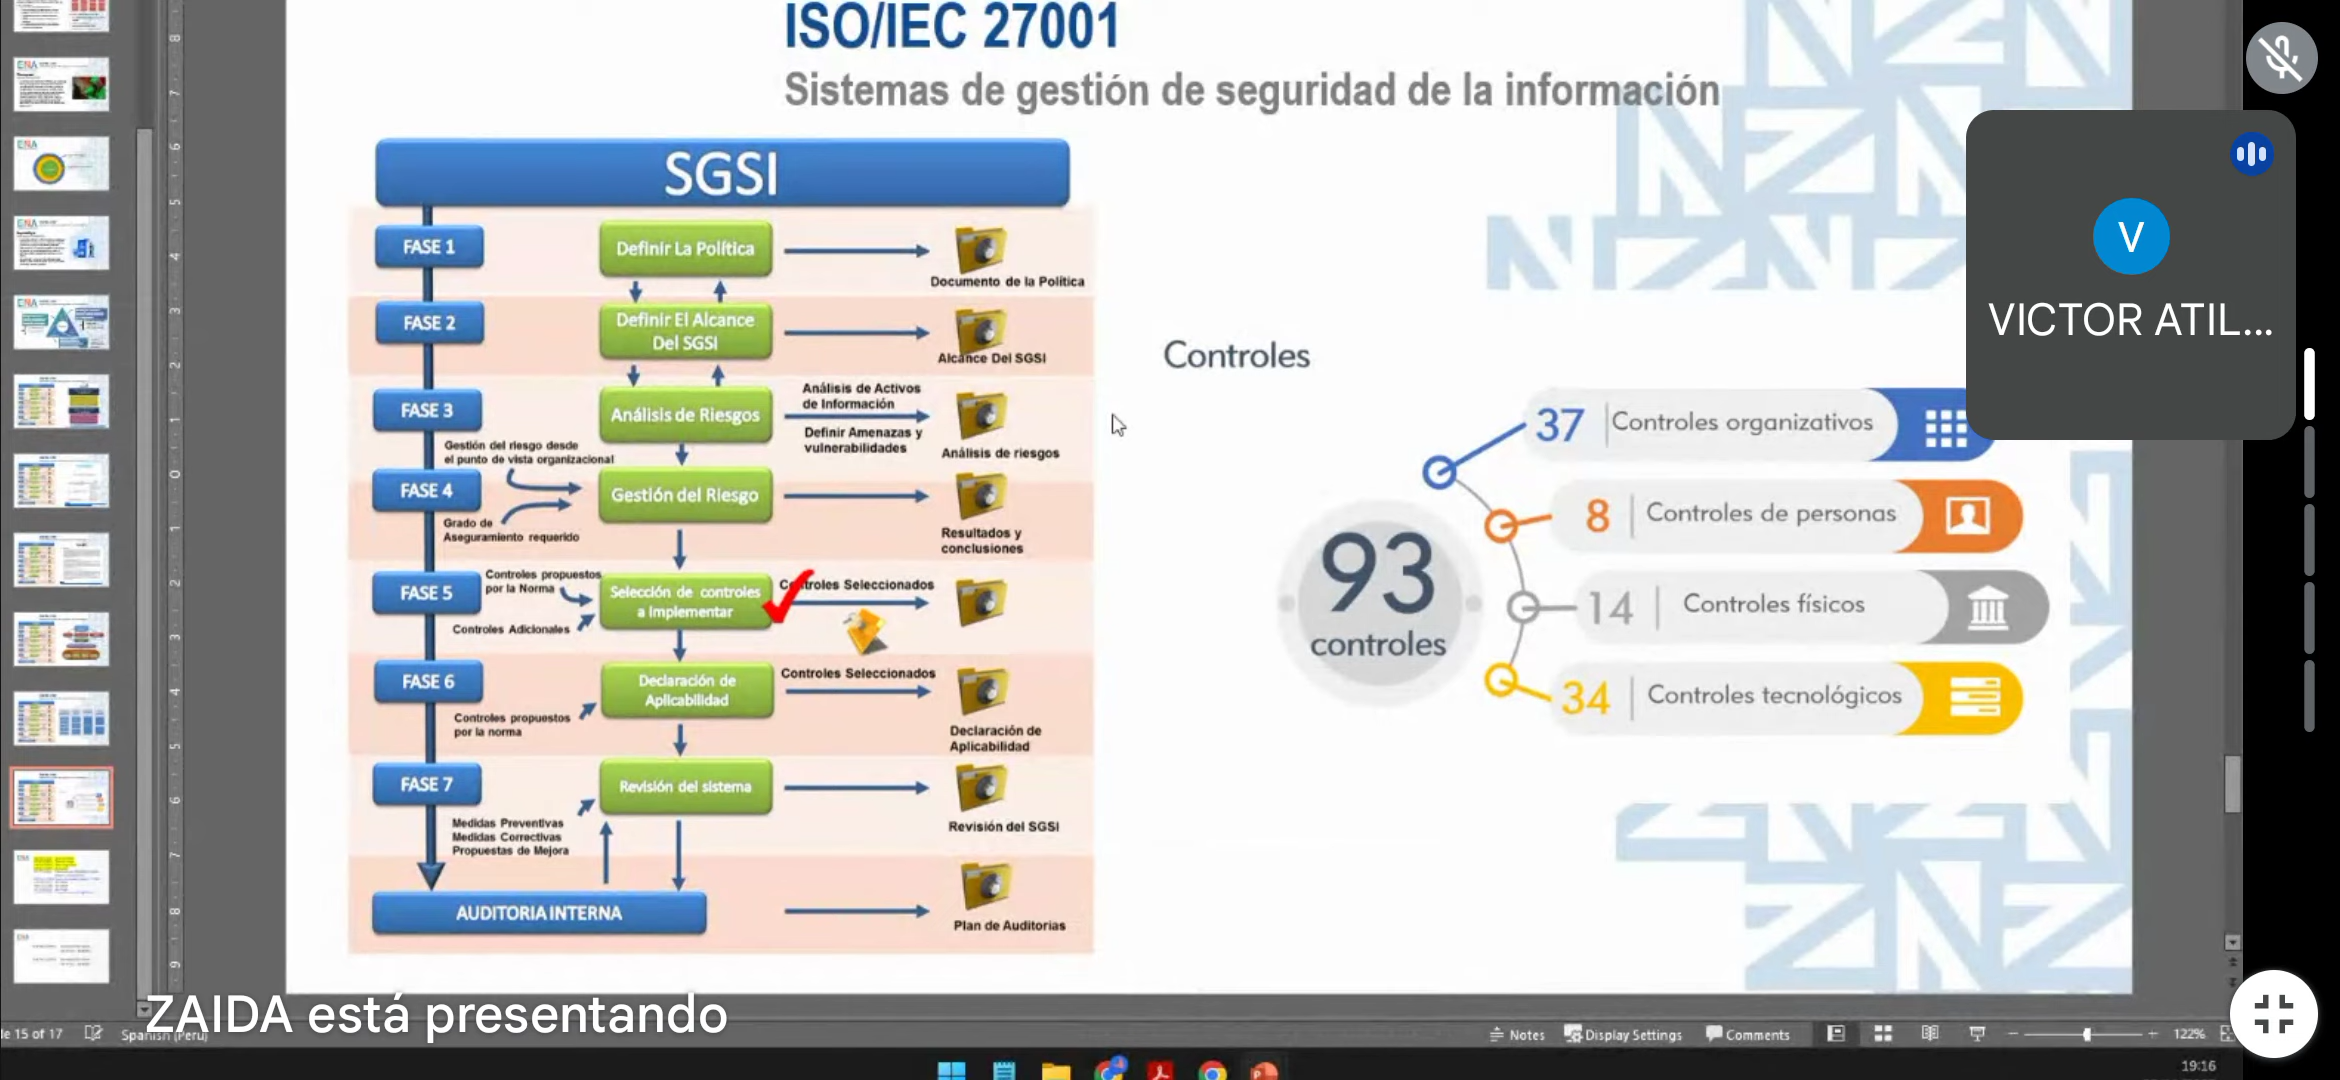 ISO/IEC 27001
Sistemas de gestión de seguridad de la información
SGSI
FASE 1
Definir La Política
Documento de la Política
FASE 2
Definir El Alcance
Del SGSI
Alcance Del SGSI
FASE 3
Análisis de Riesgos
Análisis de Activos
de Información
Definir Amenazas y
vulnerabilidades
Análisis de riesgos
Gestión del riesgo desde
el punto de vista organizacional
FASE 4
Gestión del Riesgo
Grado de
Aseguramiento requerido
Resultados y
conclusiones
FASE 5
Controles propuestos
por la Norma
Controles Adicionales
Selección de controles
a Implementar
Controles Seleccionados
FASE 6
Declaración de
Aplicabilidad
Controles Seleccionados
Controles propuestos
por la norma
Declaración de
Aplicabilidad
FASE 7
Revisión del sistema
Medidas Preventivas
Medidas Correctivas
Propuestas de Mejora
Revisión del SGSI
AUDITORIA INTERNA
Plan de Auditorias
Controles
93
controles
37 Controles organizativos
8 Controles de personas
14 Controles físicos
34 Controles tecnológicos
V
VICTOR ATIL...
ZAIDA está presentando
15 of 17
Spanish (Peru)
Notes
Display Settings
Comments
122%
19:16